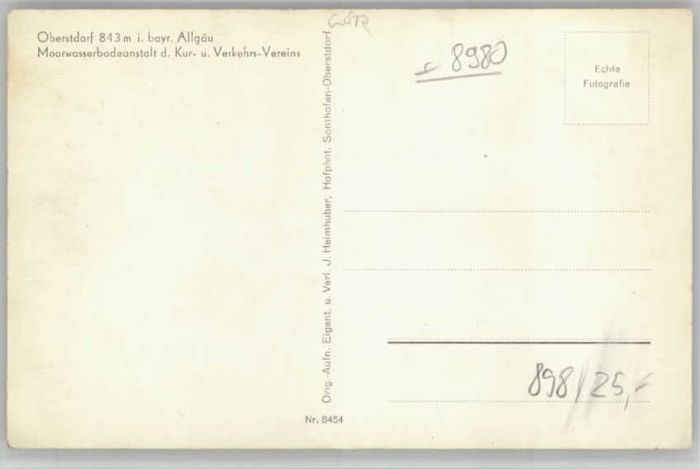 Oberstdorf 843 m i. bayr. Allgäu
Moorwasserbadeanstalt d. Kur- u. Verkehrs-Vereins
Orig.-Aufn. Eigent. u. Verl. J. Heimhuber, Hofphot. Sonthofen-Oberstdorf
Nr. 8454
8980
Echte
Fotografie
898/25,-